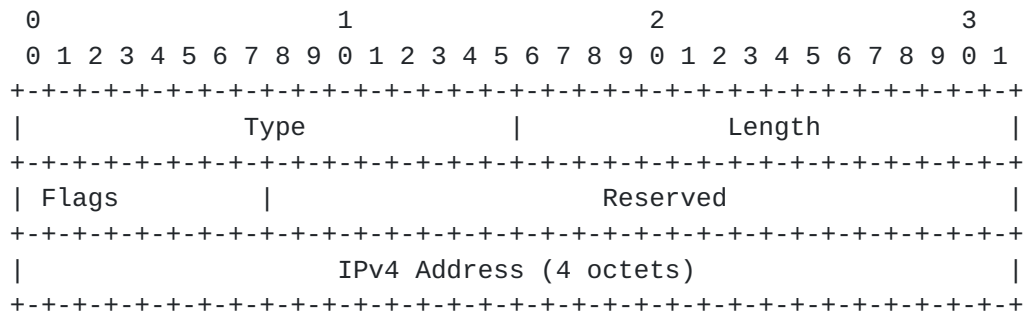 0                   1                   2                   3
 0 1 2 3 4 5 6 7 8 9 0 1 2 3 4 5 6 7 8 9 0 1 2 3 4 5 6 7 8 9 0 1
+-+-+-+-+-+-+-+-+-+-+-+-+-+-+-+-+-+-+-+-+-+-+-+-+-+-+-+-+-+-+-+-+
|              Type             |             Length            |
+-+-+-+-+-+-+-+-+-+-+-+-+-+-+-+-+-+-+-+-+-+-+-+-+-+-+-+-+-+-+-+-+
| Flags         |                     Reserved                  |
+-+-+-+-+-+-+-+-+-+-+-+-+-+-+-+-+-+-+-+-+-+-+-+-+-+-+-+-+-+-+-+-+
|                    IPv4 Address (4 octets)                    |
+-+-+-+-+-+-+-+-+-+-+-+-+-+-+-+-+-+-+-+-+-+-+-+-+-+-+-+-+-+-+-+-+